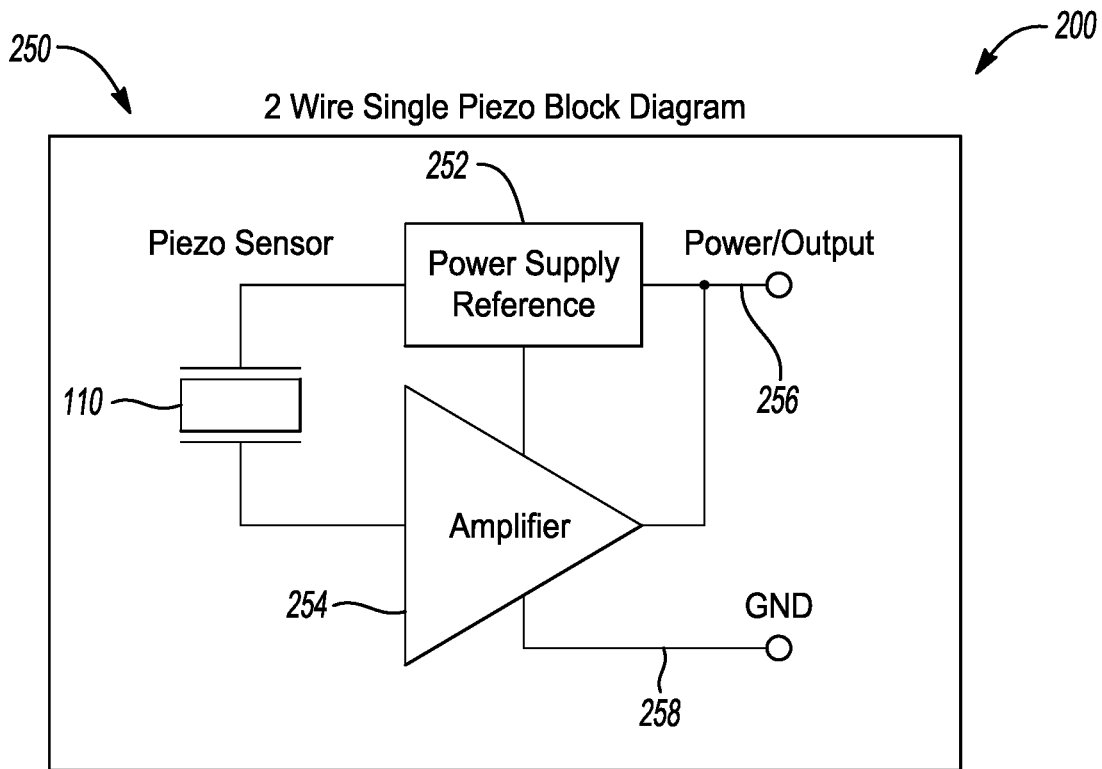 200
250
2 Wire Single Piezo Block Diagram
252
Piezo Sensor
Power Supply
Reference
Power/Output
110
256
Amplifier
254
GND
258